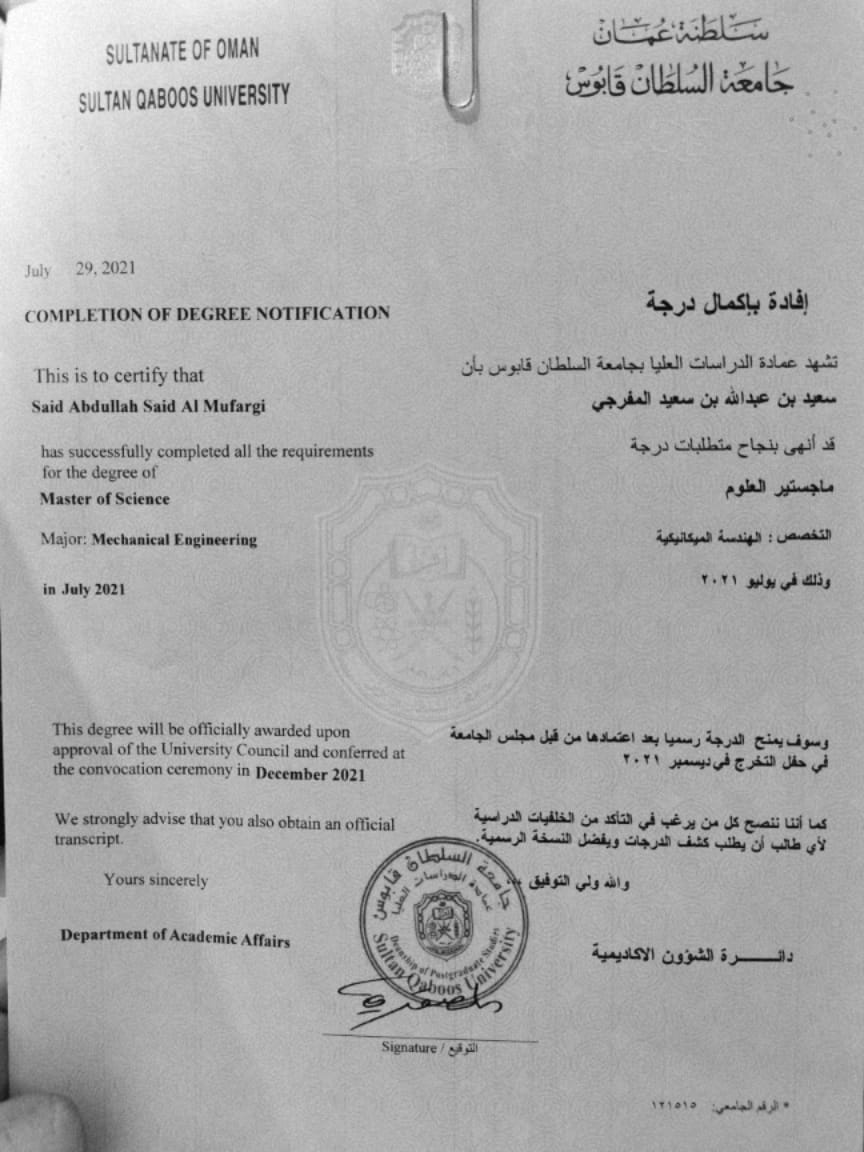 SULTANATE OF OMAN
SULTAN QABOOS UNIVERSITY
سلطنة عمان
جامعة السلطان قابوس
July 29, 2021
COMPLETION OF DEGREE NOTIFICATION
إفادة بإكمال درجة
This is to certify that
تشهد عمادة الدراسات العليا بجامعة السلطان قابوس بأن
Said Abdullah Said Al Mufargi
سعيد بن عبدالله بن سعيد المفرجي
has successfully completed all the requirements
for the degree of
قد أنهى بنجاح متطلبات درجة
Master of Science
ماجستير العلوم
Major: Mechanical Engineering
التخصص : الهندسة الميكانيكية
in July 2021
وذلك في يوليو ٢٠٢١
This degree will be officially awarded upon
approval of the University Council and conferred at
the convocation ceremony in December 2021
وسوف يمنح الدرجة رسميا بعد اعتمادها من قبل مجلس الجامعة
في حفل التخرج في ديسمبر ٢٠٢١
We strongly advise that you also obtain an official
transcript.
كما أننا ننصح كل من يرغب في التأكد من الخلفيات الدراسية
لأي طالب أن يطلب كشف الدرجات ويفضل النسخة الرسمية.
Yours sincerely
والله ولي التوفيق ،،
Department of Academic Affairs
دائـــــرة الشؤون الاكاديمية
جامعة السلطان قابوس
عمادة الدراسات العليا
Deanship of Postgraduate Studies
Sultan Qaboos University
Signature / التوقيع
* الرقم الجامعي: ١٢١٥١٥